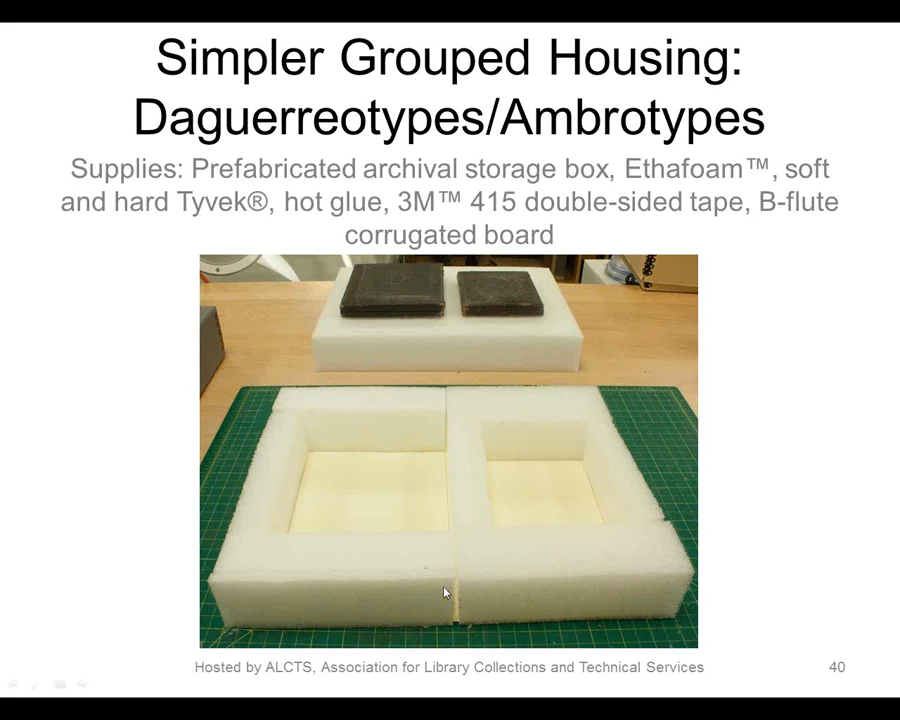 Simpler Grouped Housing:
Daguerreotypes/Ambrotypes
Supplies: Prefabricated archival storage box, Ethafoam™, soft
and hard Tyvek®, hot glue, 3M™ 415 double-sided tape, B-flute
corrugated board
Hosted by ALCTS, Association for Library Collections and Technical Services
40